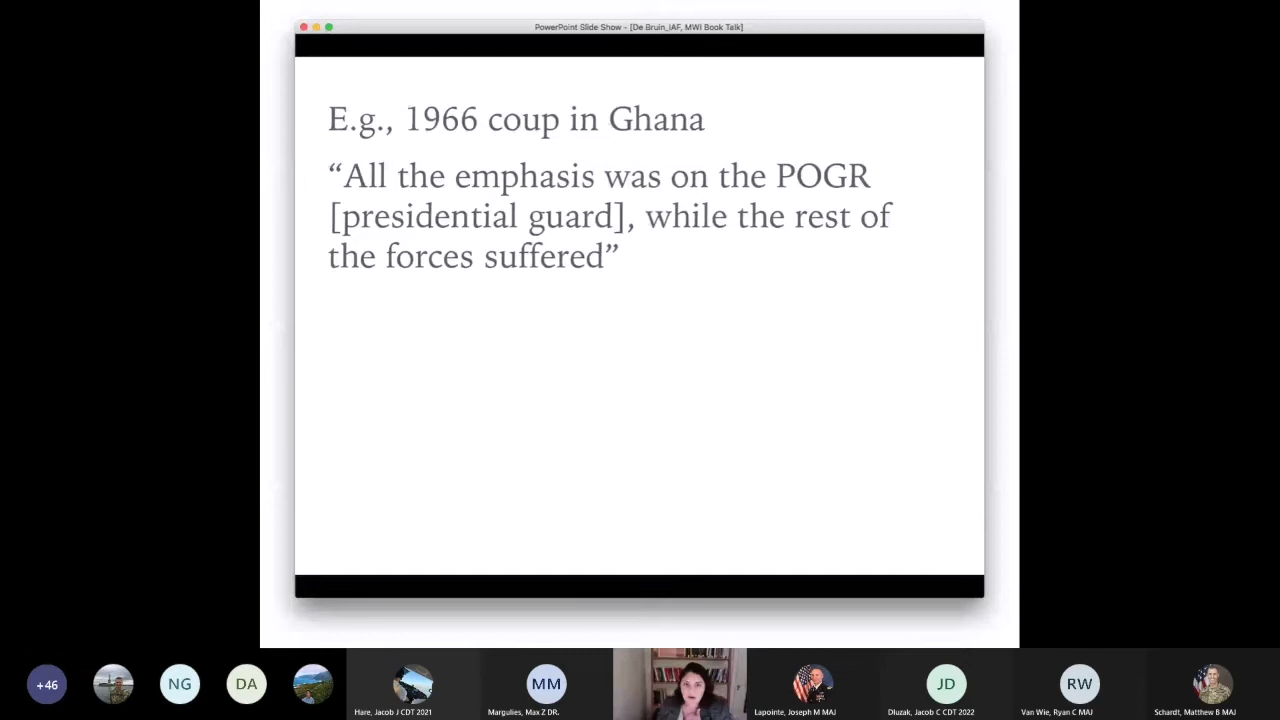 PowerPoint Slide Show - [De Bruin_IAF, MWI Book Talk]
E.g., 1966 coup in Ghana
“All the emphasis was on the POGR
[presidential guard], while the rest of
the forces suffered”
+46
NG
DA
Hare, Jacob J CDT 2021
MM
Margulies, Max Z DR.
Lapointe, Joseph M MAJ
JD
Dluzak, Jacob C CDT 2022
RW
Van Wie, Ryan C MAJ
Schardt, Matthew B MAJ